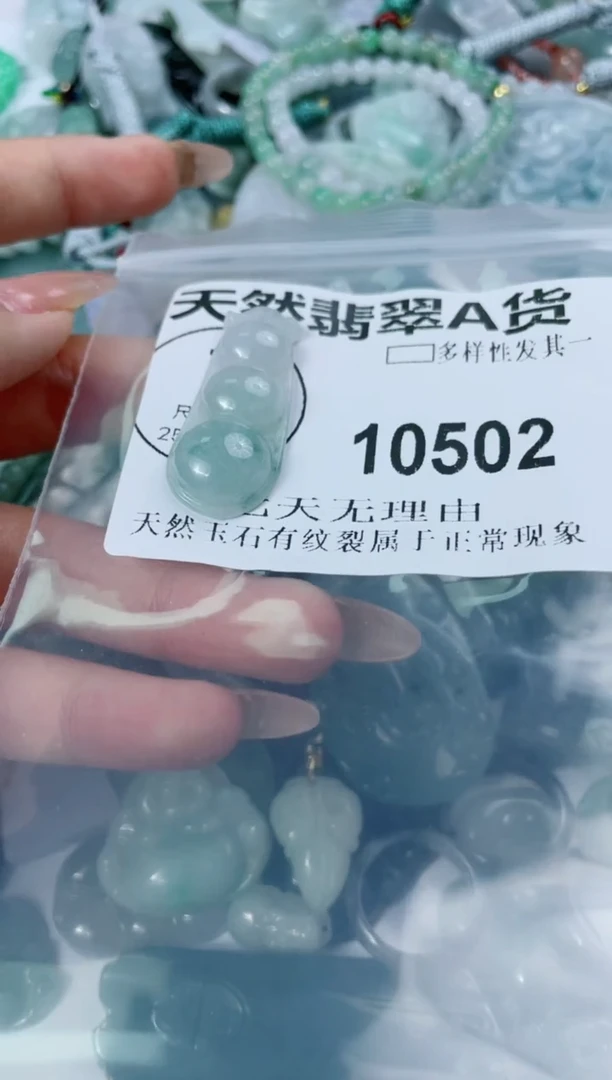 天然翡翠A货
多样性发其一
10502
七天无理由
天然玉石有纹裂属于正常现象